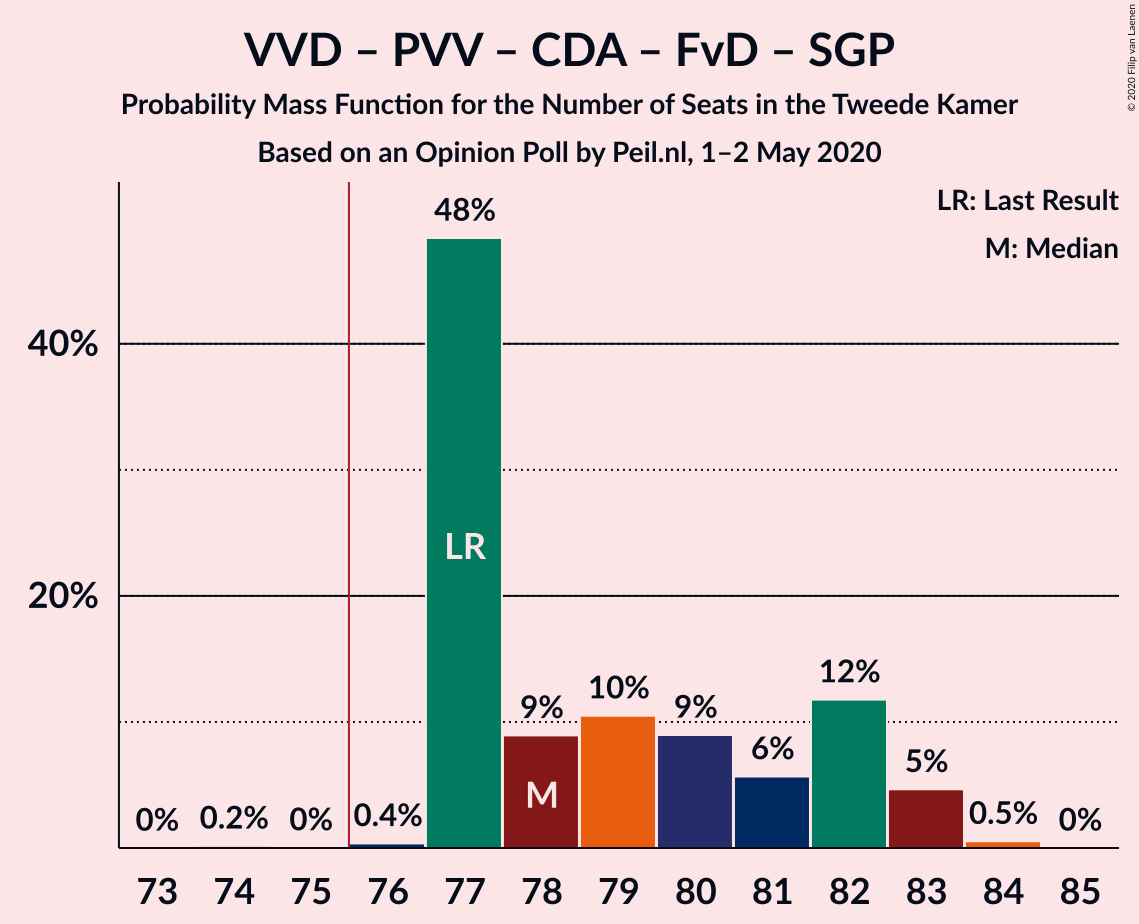 VVD – PVV – CDA – FvD – SGP
Probability Mass Function for the Number of Seats in the Tweede Kamer
Based on an Opinion Poll by Peil.nl, 1–2 May 2020
© 2020 Filip van Laenen
LR: Last Result
M: Median
40%
20%
0%
0.2%
0%
0.4%
48%
9%
10%
9%
6%
12%
5%
0.5%
0%
LR
M
73 74 75 76 77 78 79 80 81 82 83 84 85